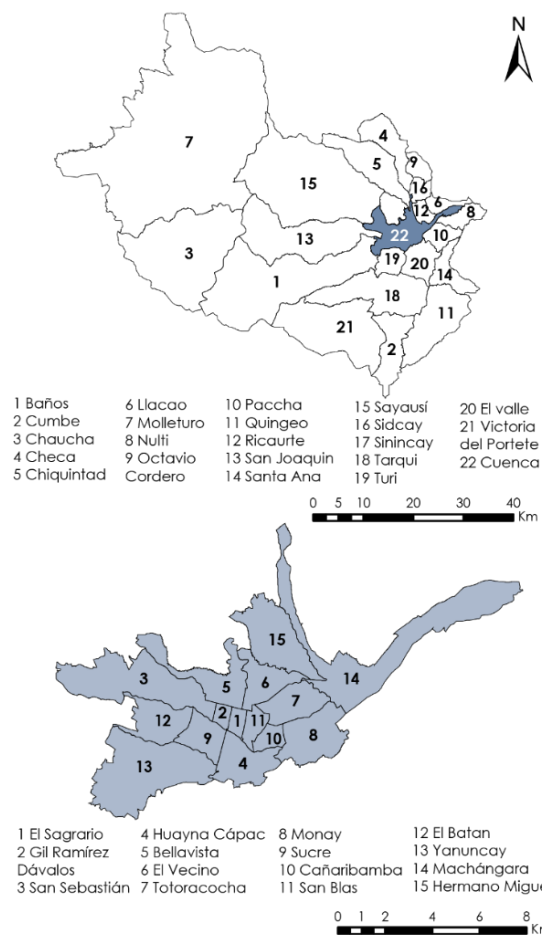 N
4
7
5
9
15
16
6
12
8
22
10
13
3
19
20
14
1
18
11
21
2
1 Baños
2 Cumbe
3 Chaucha
4 Checa
5 Chiquintad
6 Llacao
7 Molleturo
8 Nulti
9 Octavio
Cordero
10 Paccha
11 Quingeo
12 Ricaurte
13 San Joaquin
14 Santa Ana
15 Sayausí
16 Sidcay
17 Sinincay
18 Tarqui
19 Turi
20 El valle
21 Victoria
del Portete
22 Cuenca
0 5 10 20 30 40
Km
15
3
14
5
6
7
2
1
11
12
9
10
8
4
13
1 El Sagrario
2 Gil Ramírez
Dávalos
3 San Sebastián
4 Huayna Cápac
5 Bellavista
6 El Vecino
7 Totoracocha
8 Monay
9 Sucre
10 Cañaribamba
11 San Blas
12 El Batan
13 Yanuncay
14 Machángara
15 Hermano Migue
0 1 2 4 6 8
Km